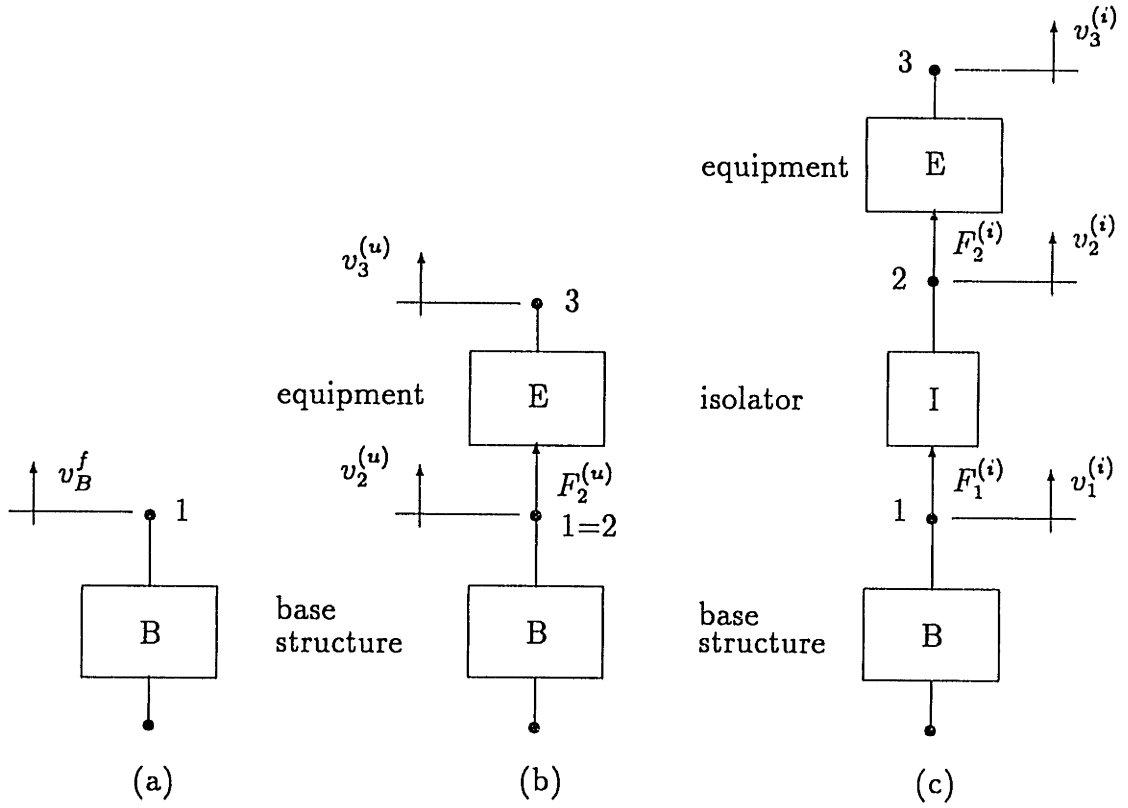 v_B^f
1
B
(a)
v_3^{(u)}
3
equipment
E
v_2^{(u)}
F_2^{(u)}
1=2
base
structure
B
(b)
v_3^{(i)}
3
equipment
E
F_2^{(i)}
v_2^{(i)}
2
isolator
I
F_1^{(i)}
v_1^{(i)}
1
base
structure
B
(c)